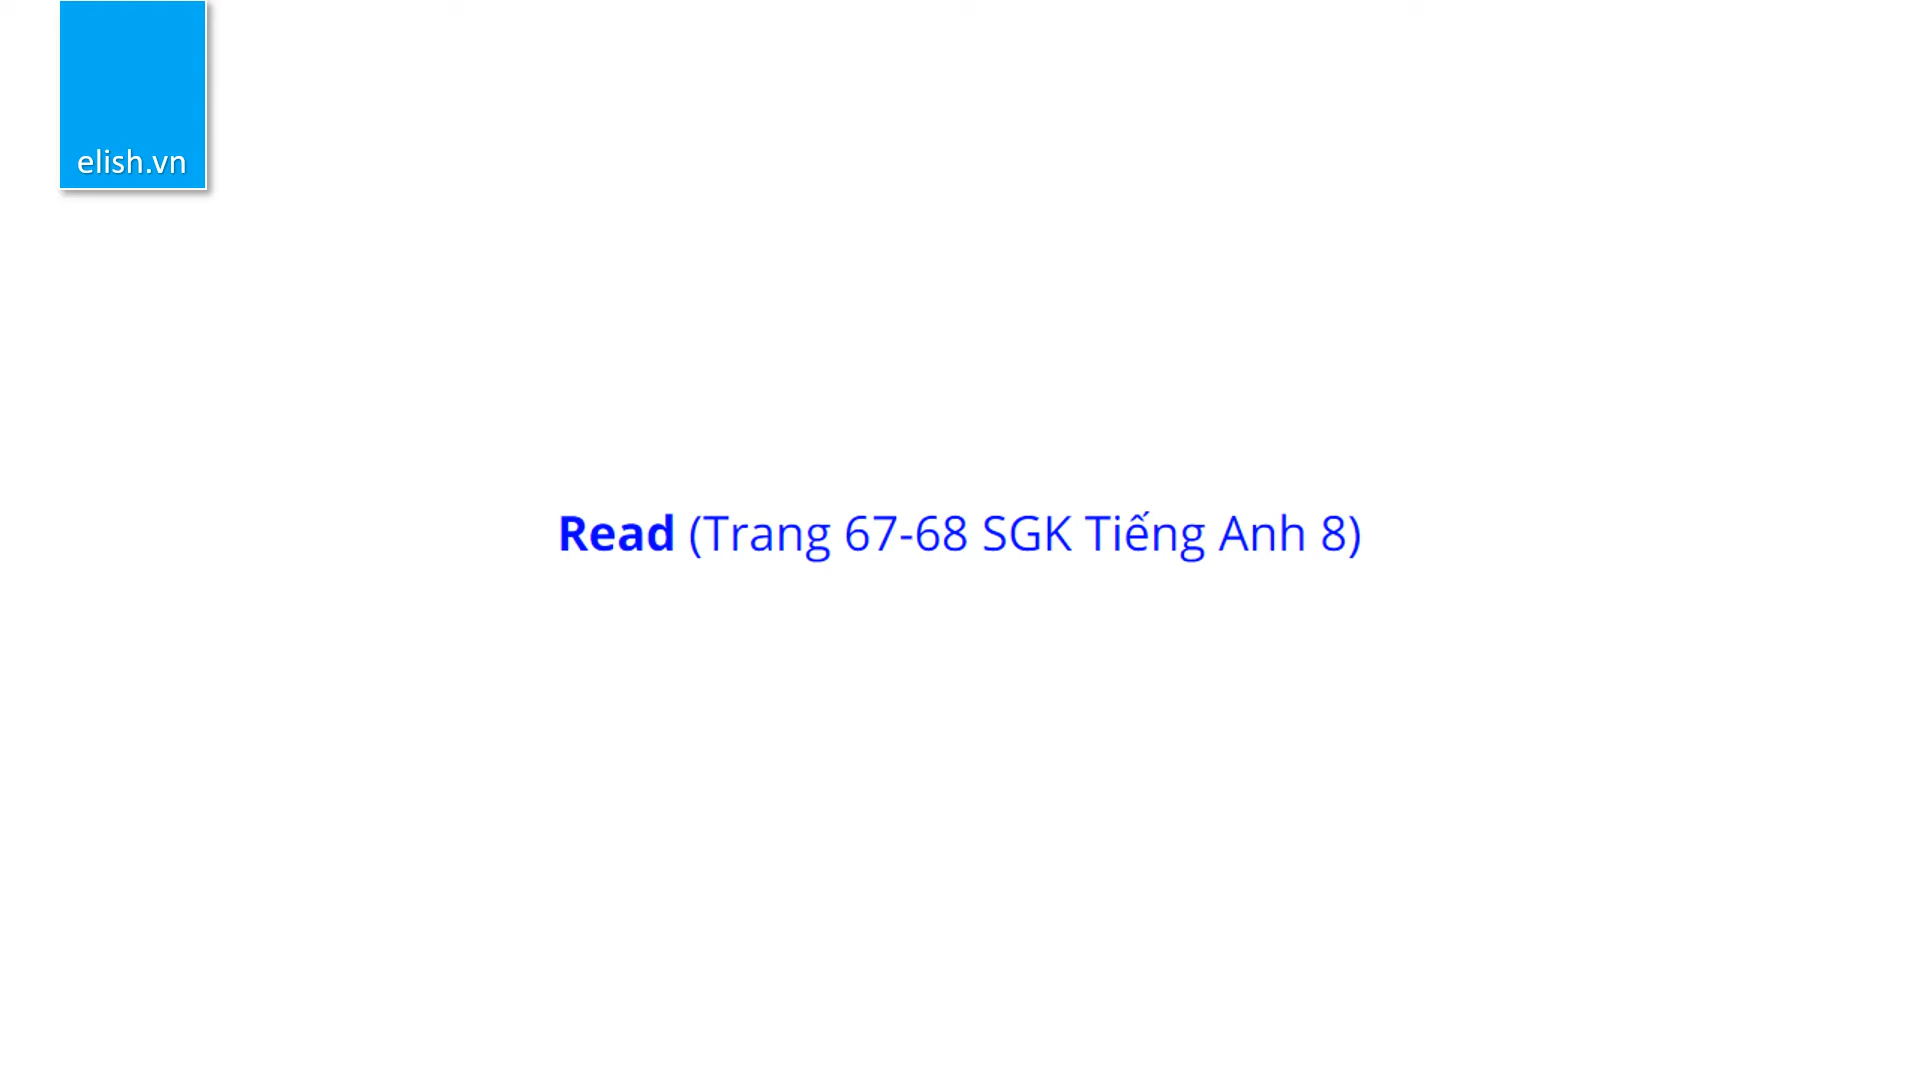 elish.vn
Read (Trang 67-68 SGK Tiếng Anh 8)